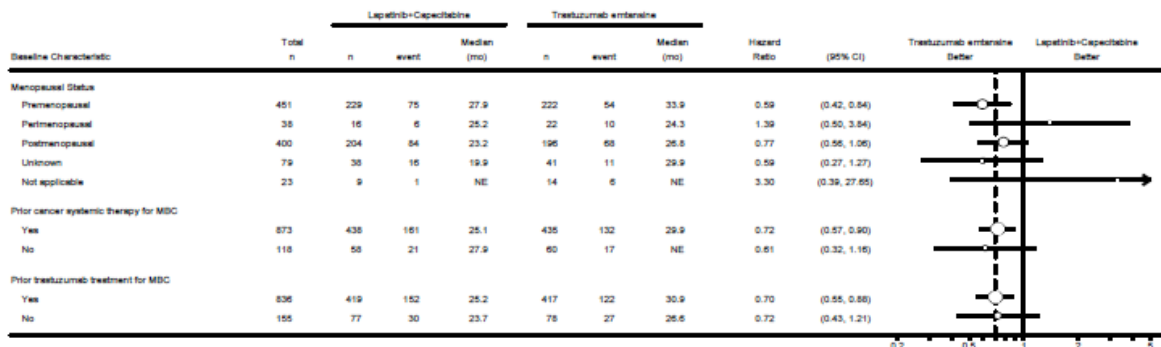 Lapatinib+Capecitabine Trastuzumab emtansine
Total Median Median Hazard Trastuzumab emtansine Lapatinib+Capecitabine
Baseline Characteristic n n event (mo) n event (mo) Ratio (95% CI) Better Better
Menopausal Status
Premenopausal 451 229 75 27.9 222 54 33.9 0.59 (0.42, 0.84)
Perimenopausal 38 16 6 25.2 22 10 24.3 1.39 (0.50, 3.84)
Postmenopausal 400 204 84 23.2 196 68 26.8 0.77 (0.56, 1.06)
Unknown 79 38 16 19.9 41 11 29.9 0.59 (0.27, 1.27)
Not applicable 23 9 1 NE 14 6 NE 3.30 (0.39, 27.65)
Prior cancer systemic therapy for MBC
Yes 873 438 161 25.1 435 132 29.9 0.72 (0.57, 0.90)
No 118 58 21 27.9 60 17 NE 0.61 (0.32, 1.16)
Prior trastuzumab treatment for MBC
Yes 836 419 152 25.2 417 122 30.9 0.70 (0.55, 0.88)
No 155 77 30 23.7 78 27 26.6 0.72 (0.43, 1.21)
0.2 0.5 1 2 5